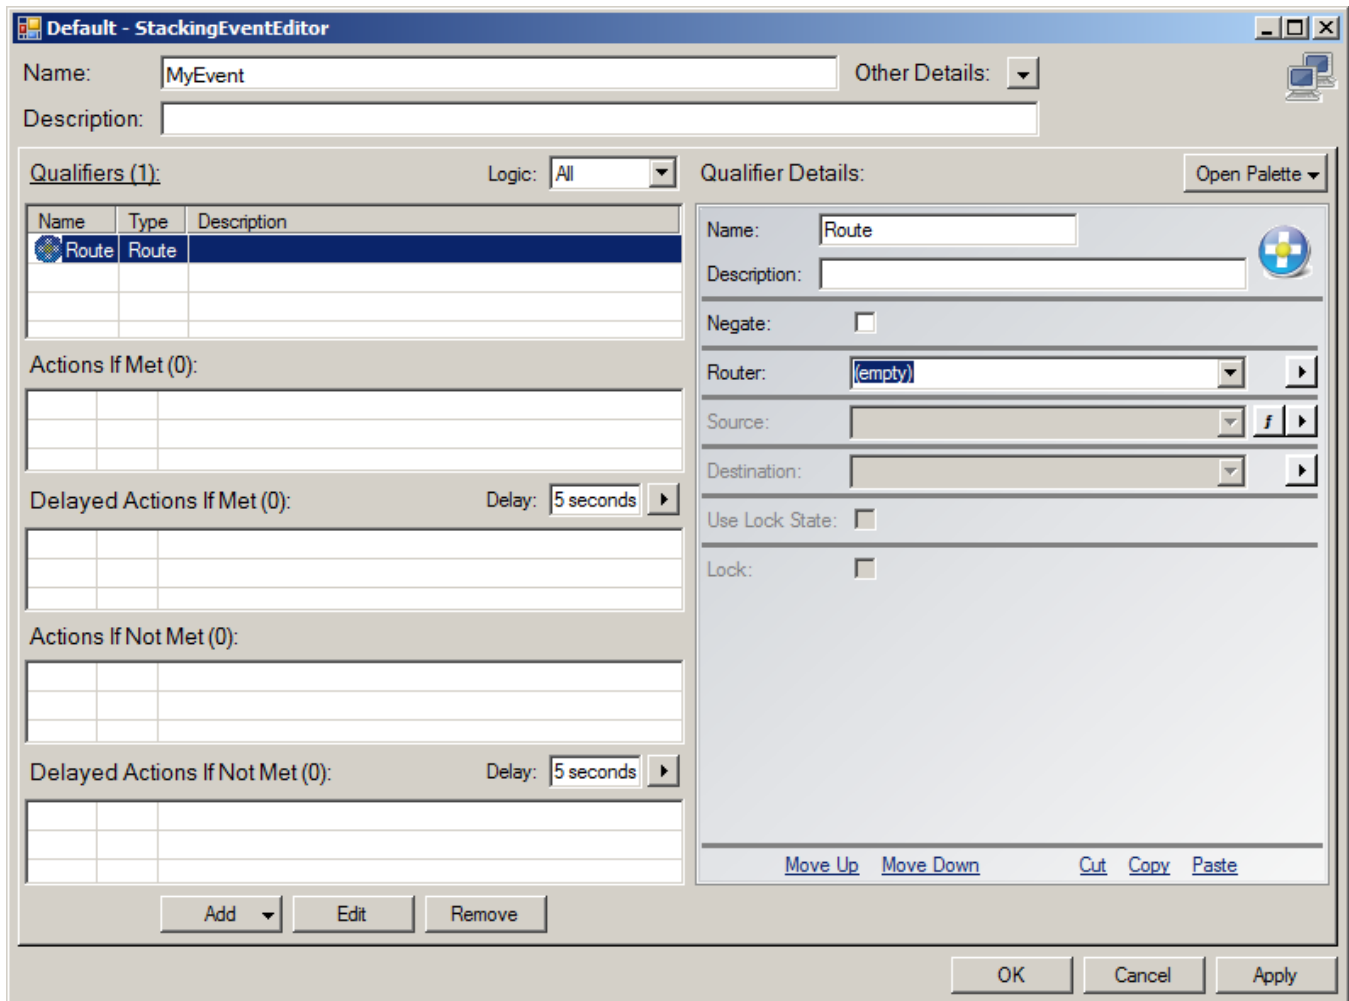 Default - StackingEventEditor
Name: MyEvent Other Details:
Description:
Qualifiers (1): Logic: All
Name Type Description
Route Route
Actions If Met (0):
Delayed Actions If Met (0): Delay: 5 seconds
Actions If Not Met (0):
Delayed Actions If Not Met (0): Delay: 5 seconds
Add Edit Remove
Qualifier Details: Open Palette
Name: Route
Description:
Negate:
Router: (empty)
Source: f
Destination:
Use Lock State:
Lock:
Move Up Move Down Cut Copy Paste
OK Cancel Apply